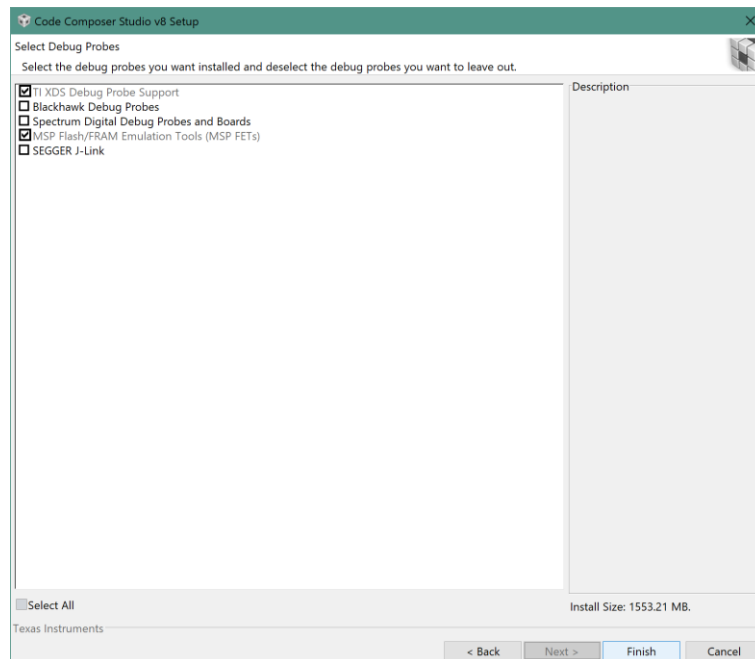 Code Composer Studio v8 Setup
Select Debug Probes
Select the debug probes you want installed and deselect the debug probes you want to leave out.
TI XDS Debug Probe Support
Blackhawk Debug Probes
Spectrum Digital Debug Probes and Boards
MSP Flash/FRAM Emulation Tools (MSP FETs)
SEGGER J-Link
Description
Select All
Install Size: 1553.21 MB.
Texas Instruments
< Back Next > Finish Cancel